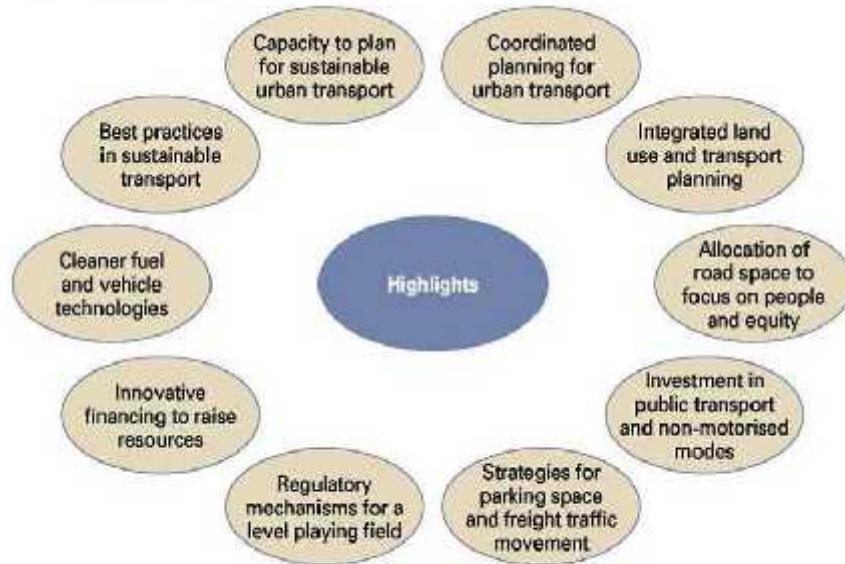 Capacity to plan
for sustainable
urban transport
Coordinated
planning for
urban transport
Best practices
in sustainable
transport
Integrated land
use and transport
planning
Cleaner fuel
and vehicle
technologies
Highlights
Allocation of
road space to
focus on people
and equity
Innovative
financing to raise
resources
Investment in
public transport
and non-motorised
modes
Regulatory
mechanisms for a
level playing field
Strategies for
parking space
and freight traffic
movement